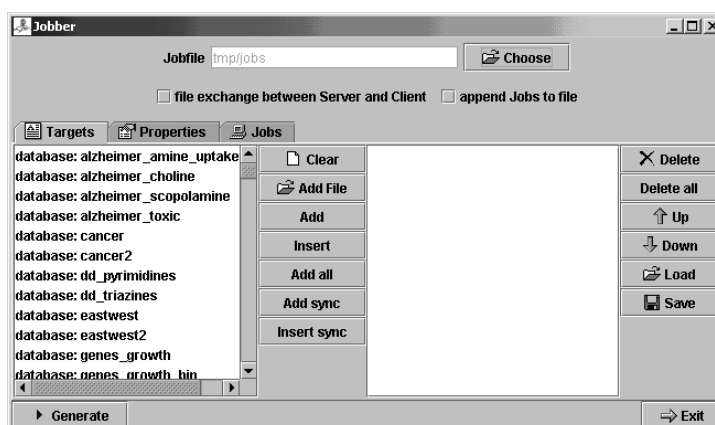 Jobber
Jobfile tmp/jobs Choose
file exchange between Server and Client append Jobs to file
Targets Properties Jobs
database: alzheimer_amine_uptake
database: alzheimer_choline
database: alzheimer_scopolamine
database: alzheimer_toxic
database: cancer
database: cancer2
database: dd_pyrimidines
database: dd_triazines
database: eastwest
database: eastwest2
database: genes_growth
database: genes_growth_bin
Clear
Add File
Add
Insert
Add all
Add sync
Insert sync
Delete
Delete all
Up
Down
Load
Save
Generate Exit